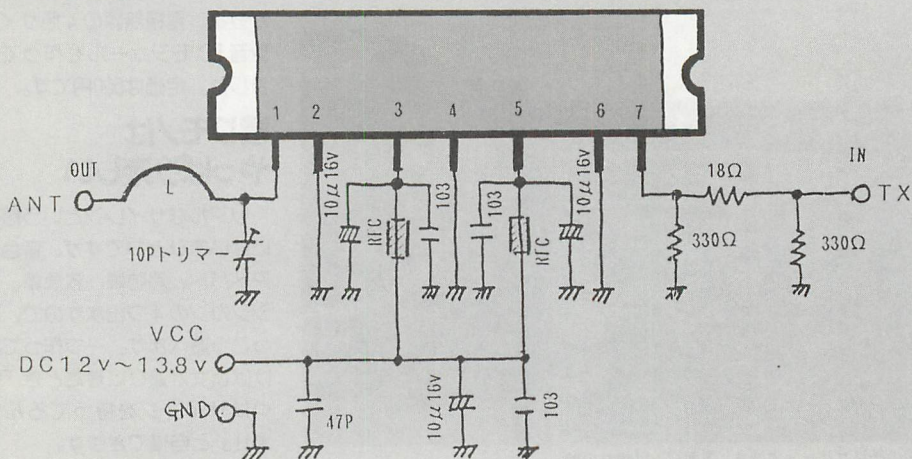 1 2 3 4 5 6 7
OUT
L
ANT
10Pトリマー
10μ16v
RFC
103
103
RFC
10μ16v
18Ω
330Ω
330Ω
IN
TX
VCC
DC12v～13.8v
GND
47P
10μ16v
103